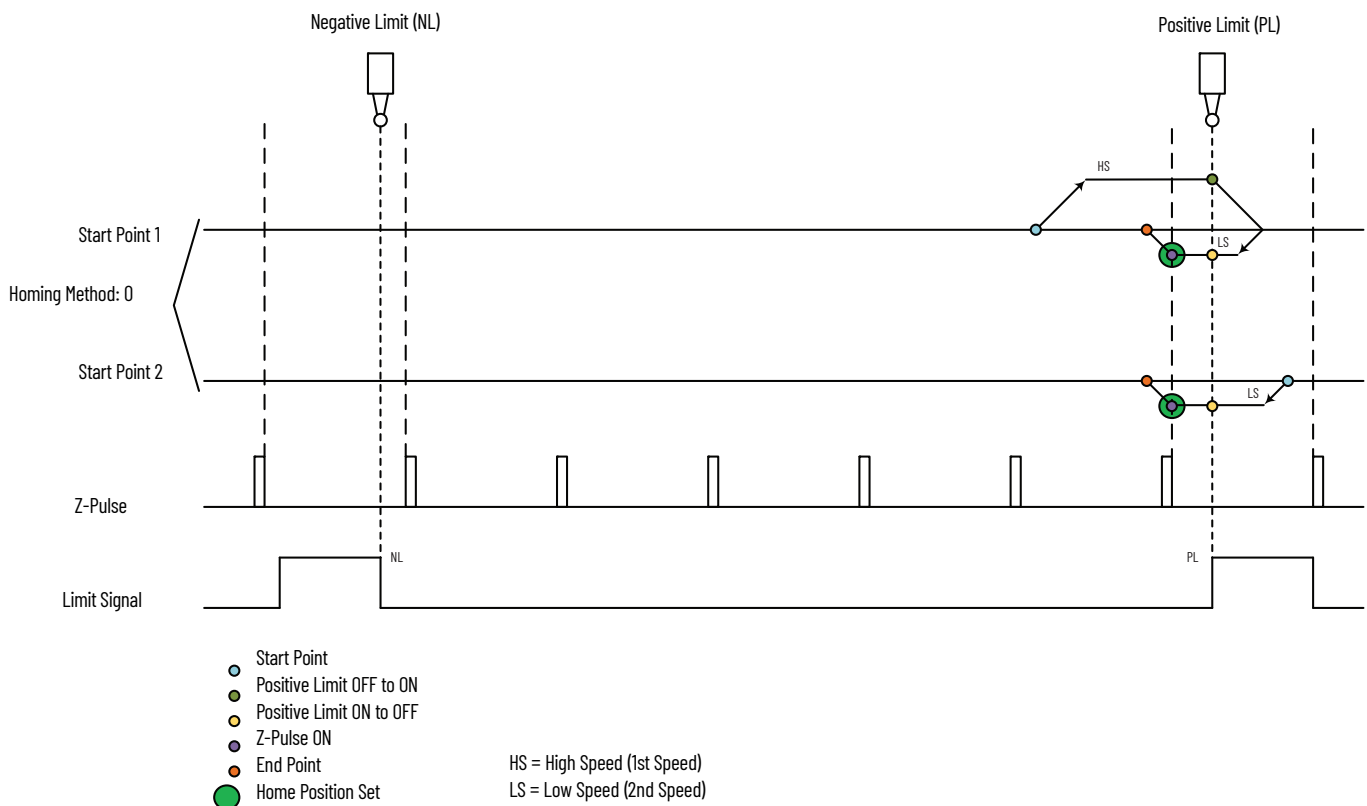 Negative Limit (NL)
Positive Limit (PL)
HS
Start Point 1
LS
Homing Method: 0
Start Point 2
LS
Z-Pulse
NL
PL
Limit Signal
Start Point
Positive Limit OFF to ON
Positive Limit ON to OFF
Z-Pulse ON
End Point
Home Position Set
HS = High Speed (1st Speed)
LS = Low Speed (2nd Speed)